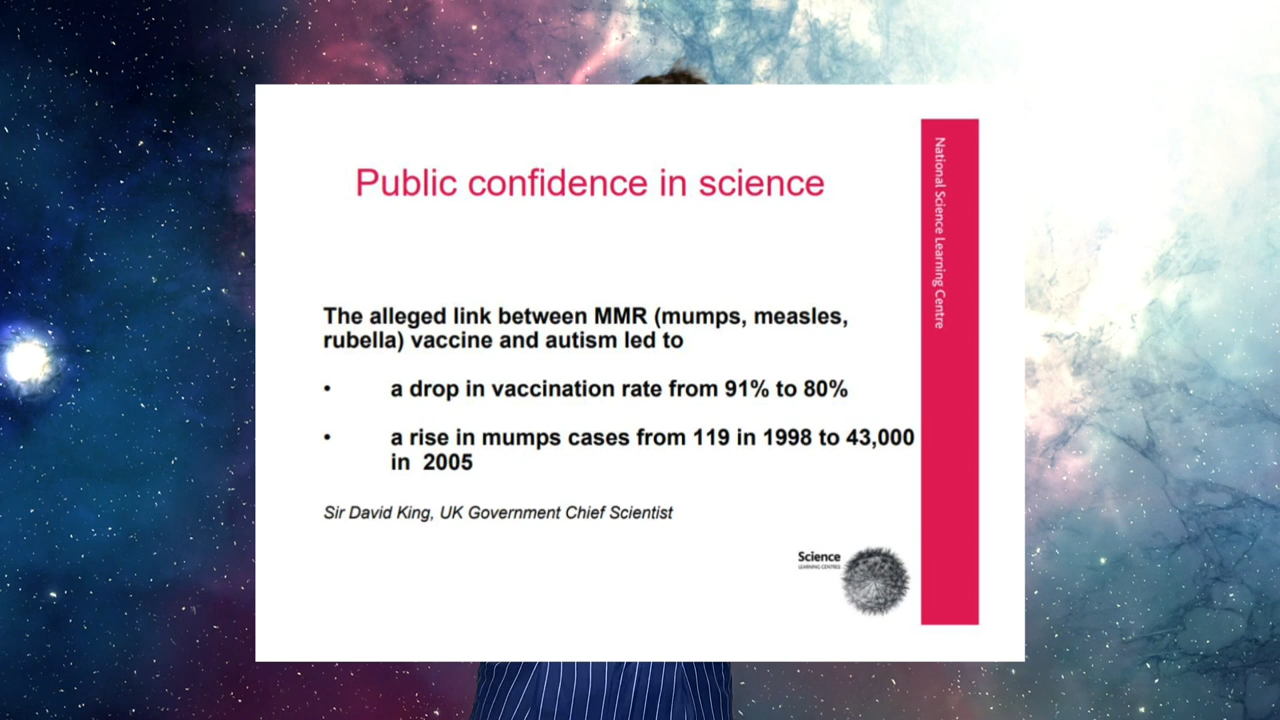 Public confidence in science
National Science Learning Centre
The alleged link between MMR (mumps, measles,
rubella) vaccine and autism led to
• a drop in vaccination rate from 91% to 80%
• a rise in mumps cases from 119 in 1998 to 43,000
in 2005
Sir David King, UK Government Chief Scientist
Science
LEARNING CENTRES